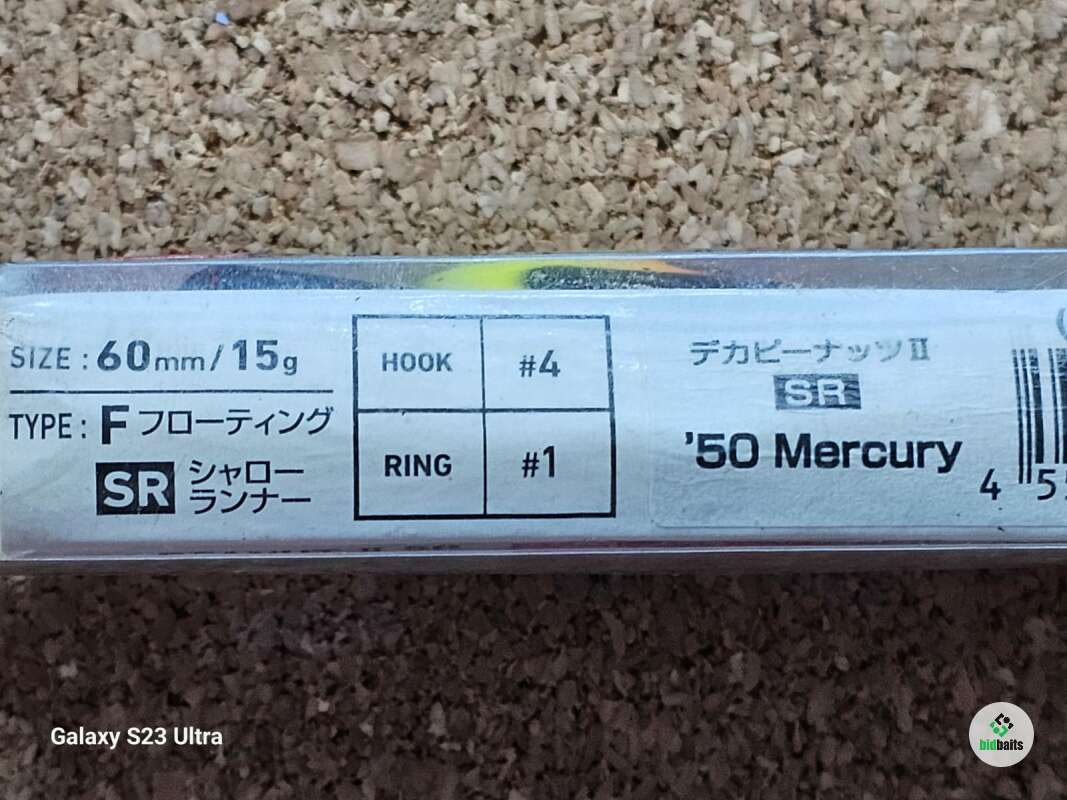 SIZE : 60mm/15g
TYPE : F フローティング
SR シャロー
ランナー
HOOK #4
RING #1
デカピーナッツⅡ
SR
'50 Mercury
4 55
Galaxy S23 Ultra
bidbaits